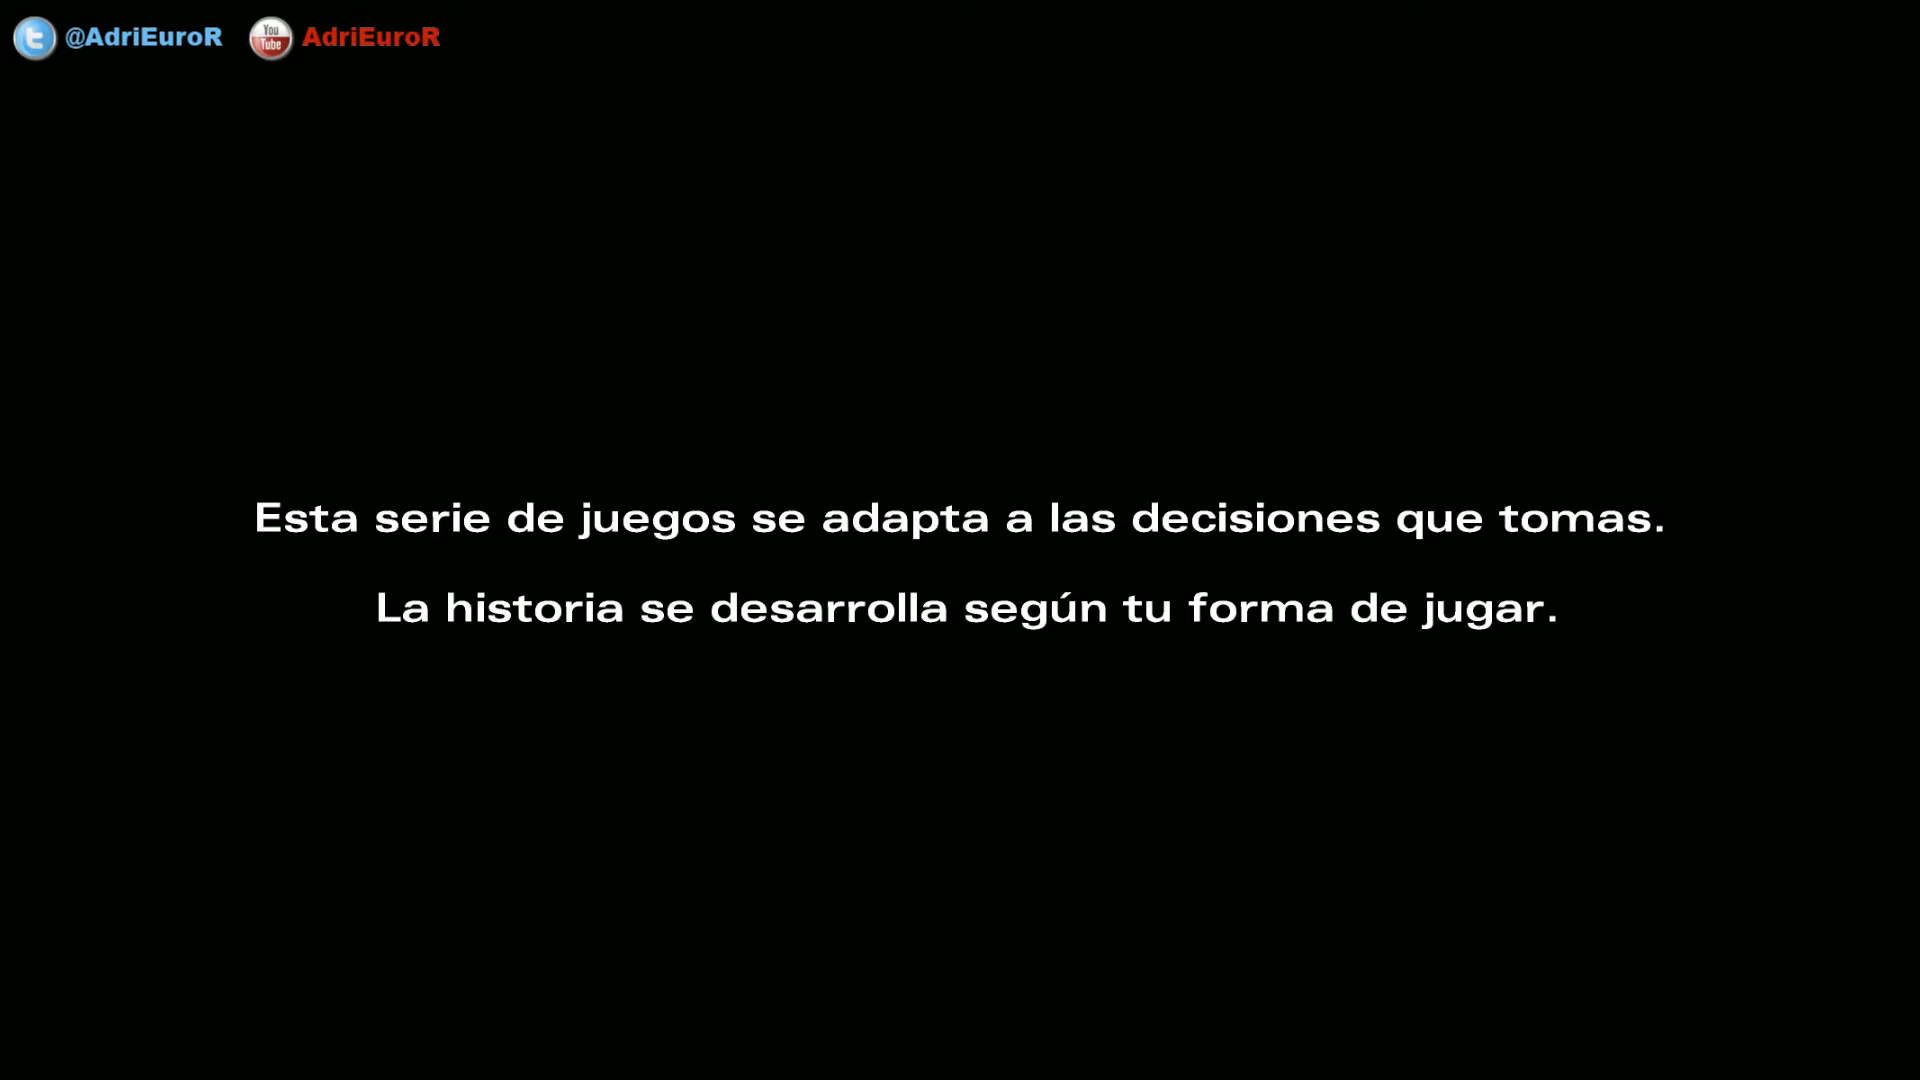 @AdriEuroR You Tube AdriEuroR
Esta serie de juegos se adapta a las decisiones que tomas.
La historia se desarrolla según tu forma de jugar.